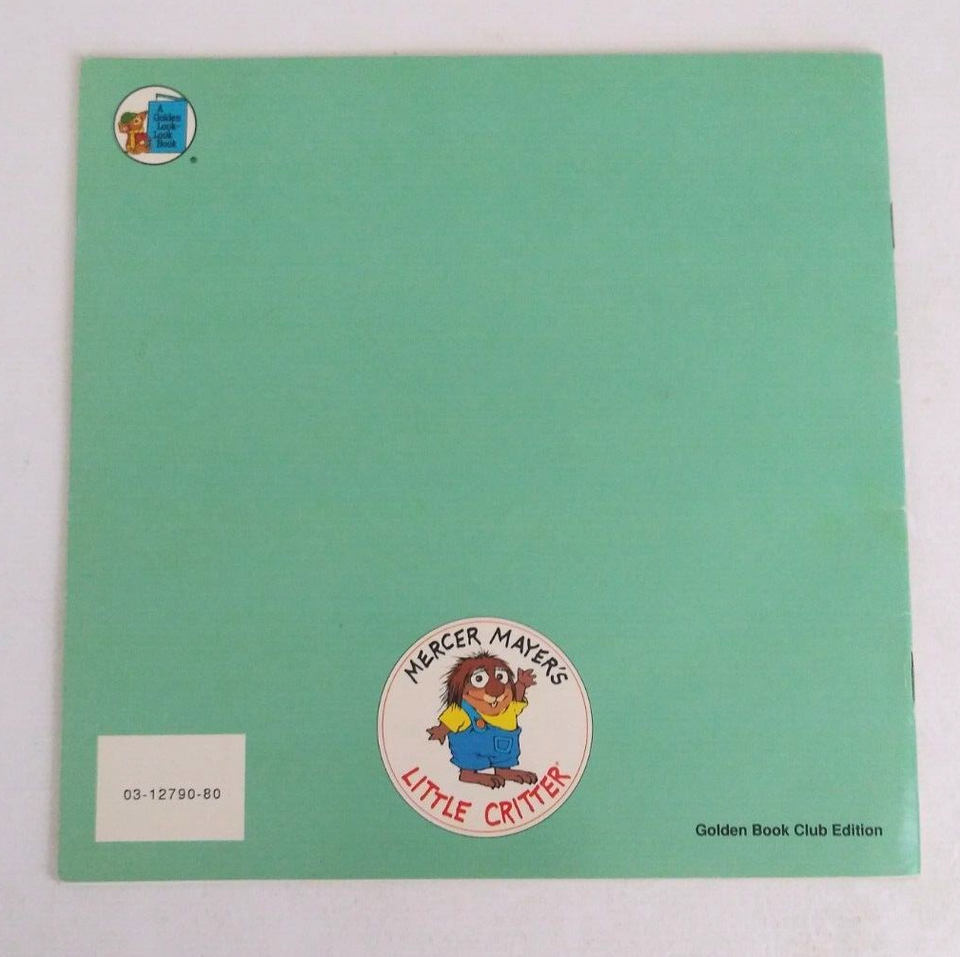 A
Golden
Look-
Look
Book
®
MERCER MAYER'S
LITTLE CRITTER®
03-12790-80
Golden Book Club Edition